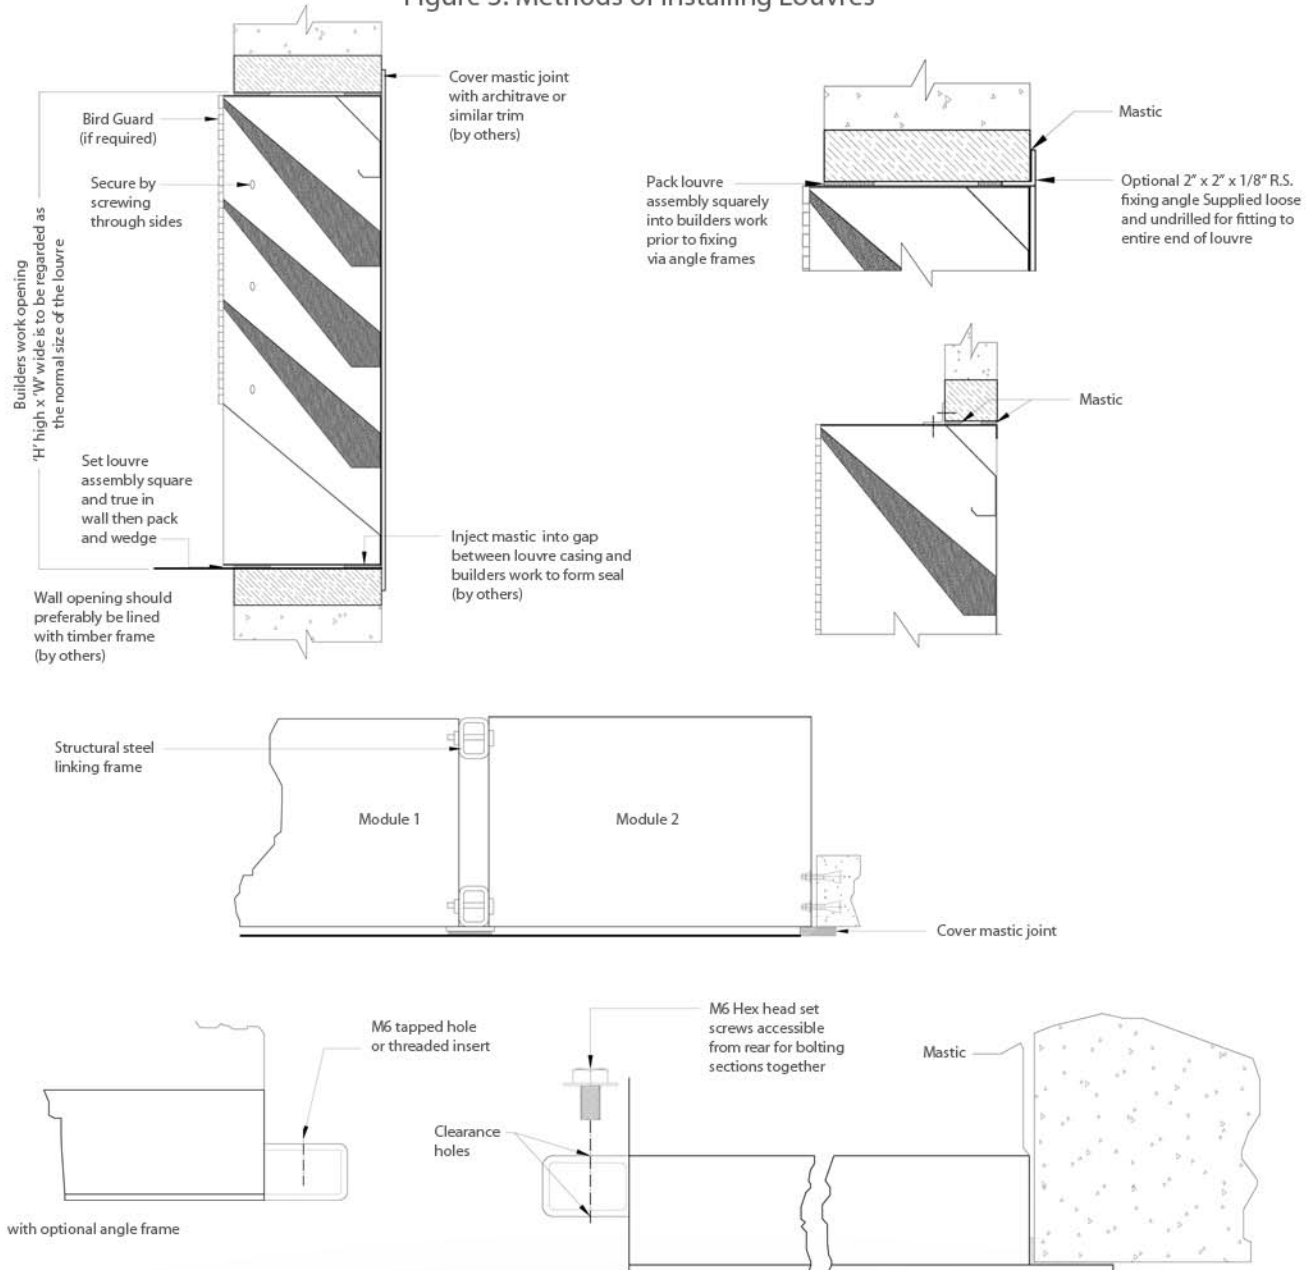 Figure 3: Methods of Installing Louvres
Cover mastic joint
with architrave or
similar trim
(by others)
Bird Guard
(if required)
Secure by
screwing
through sides
Builders work opening
'H' high x 'W' wide is to be regarded as
the normal size of the louvre
Set louvre
assembly square
and true in
wall then pack
and wedge
Inject mastic into gap
between louvre casing and
builders work to form seal
(by others)
Wall opening should
preferably be lined
with timber frame
(by others)
Mastic
Pack louvre
assembly squarely
into builders work
prior to fixing
via angle frames
Optional 2" x 2" x 1/8" R.S.
fixing angle Supplied loose
and undrilled for fitting to
entire end of louvre
Mastic
Structural steel
linking frame
Module 1
Module 2
Cover mastic joint
M6 tapped hole
or threaded insert
with optional angle frame
M6 Hex head set
screws accessible
from rear for bolting
sections together
Clearance
holes
Mastic